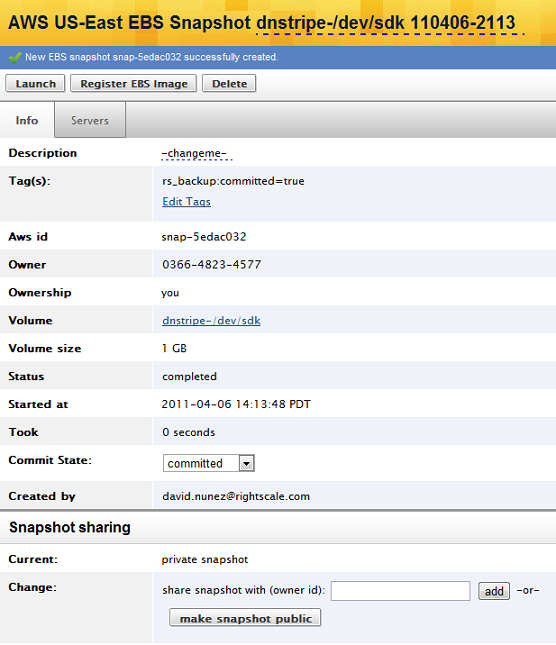 AWS US-East EBS Snapshot dnstripe-/dev/sdk 110406-2113
New EBS snapshot snap-5edac032 successfully created.
Launch Register EBS Image Delete
Info Servers
Description -changeme-
Tag(s): rs_backup:committed=true
Edit Tags
Aws id snap-5edac032
Owner 0366-4823-4577
Ownership you
Volume dnstripe-/dev/sdk
Volume size 1 GB
Status completed
Started at 2011-04-06 14:13:48 PDT
Took 0 seconds
Commit State: committed
Created by david.nunez@rightscale.com
Snapshot sharing
Current: private snapshot
Change: share snapshot with (owner id): add -or-
make snapshot public